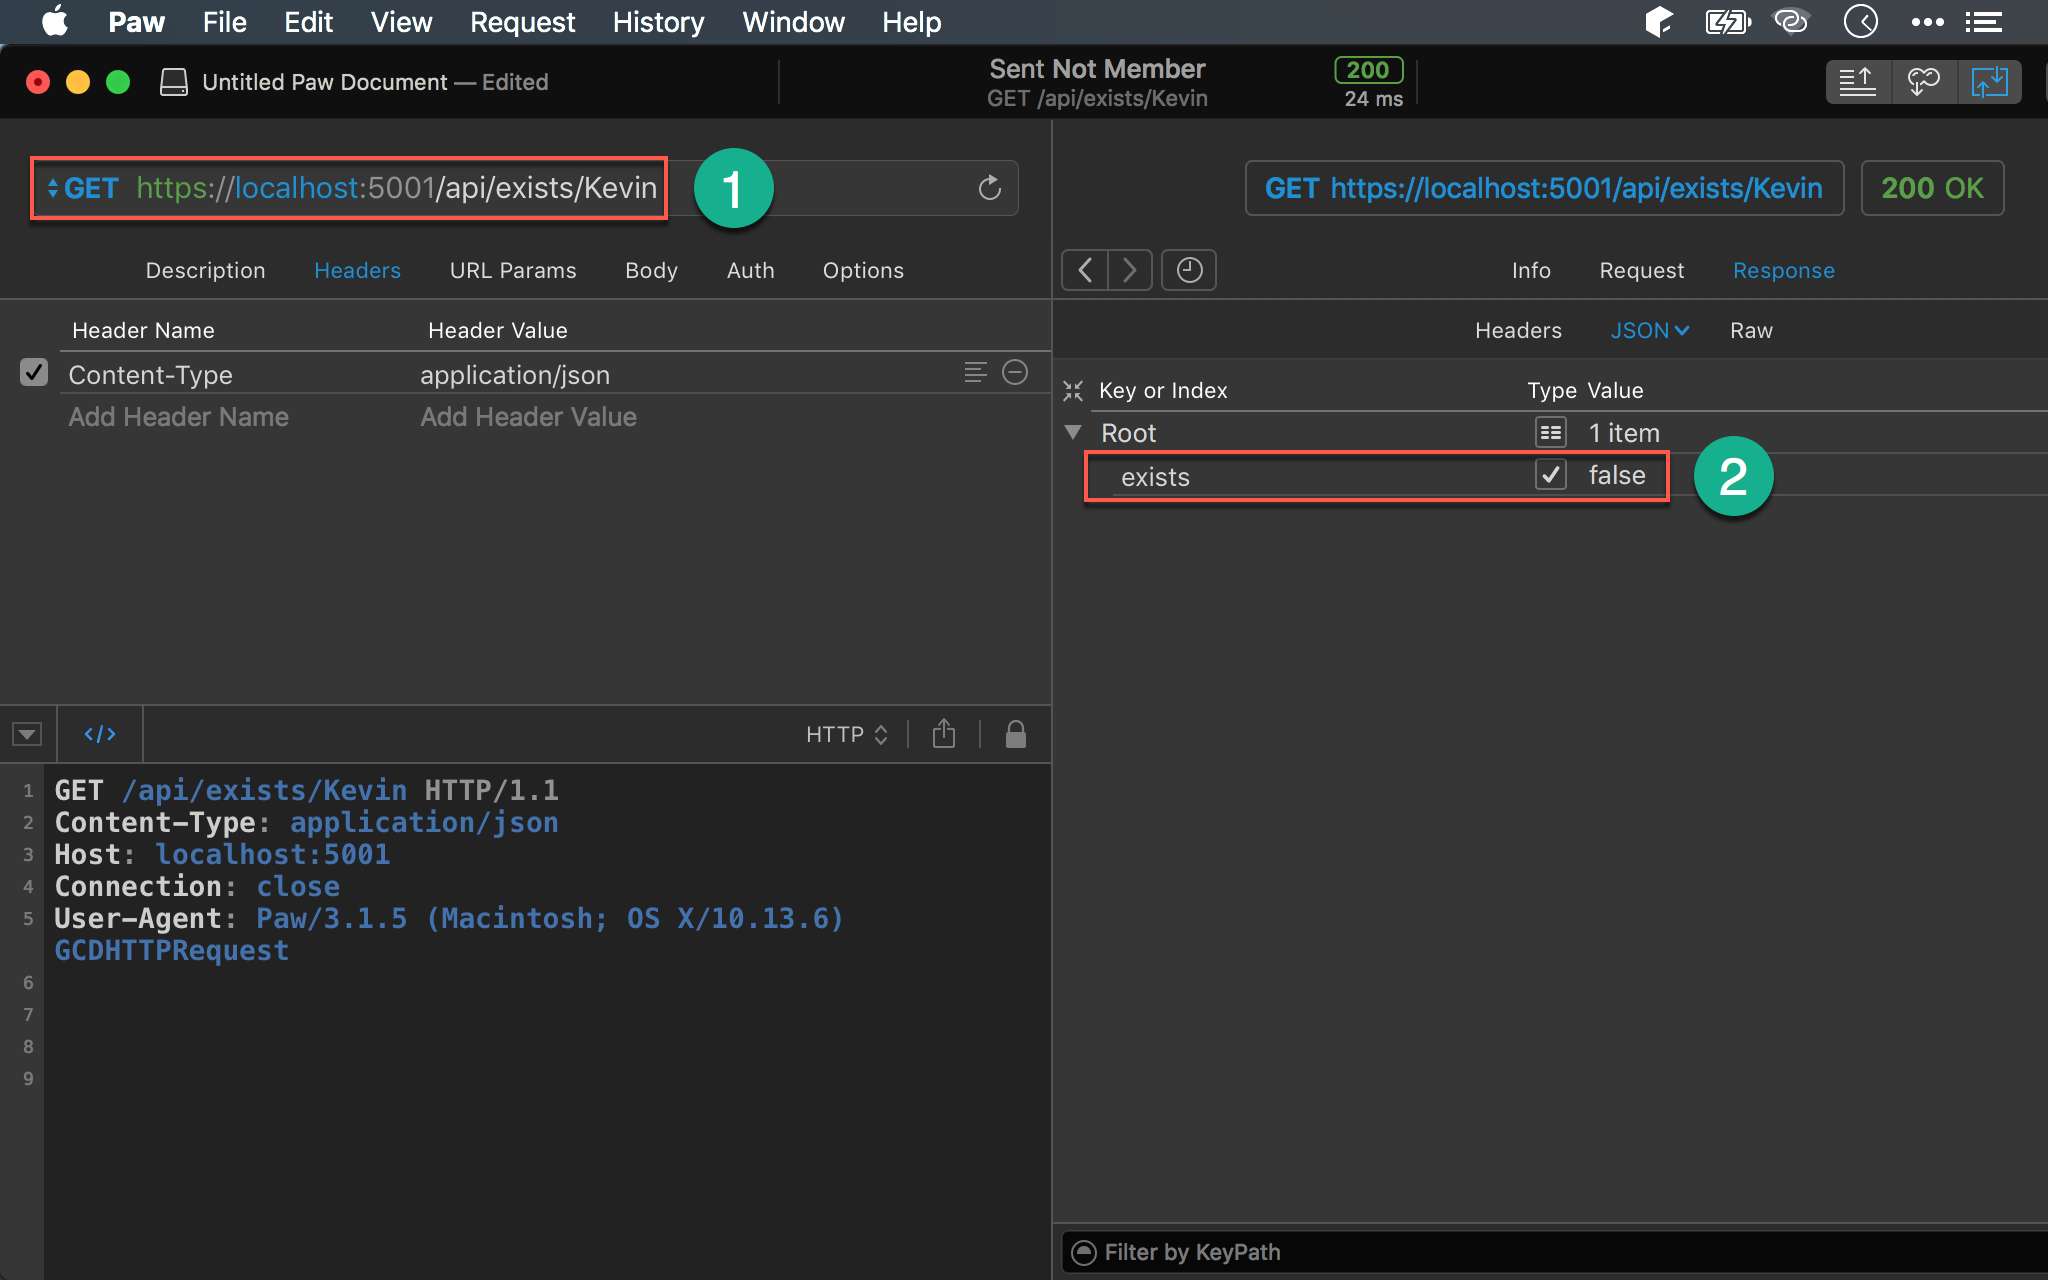 Paw File Edit View Request History Window Help
Untitled Paw Document — Edited
Sent Not Member
GET /api/exists/Kevin
200
24 ms
GET https://localhost:5001/api/exists/Kevin
1
GET https://localhost:5001/api/exists/Kevin
200 OK
Description Headers URL Params Body Auth Options
Info Request Response
Header Name Header Value
Content-Type application/json
Add Header Name Add Header Value
Headers JSON Raw
Key or Index Type Value
Root 1 item
exists false
2
</> HTTP
1 GET /api/exists/Kevin HTTP/1.1
2 Content-Type: application/json
3 Host: localhost:5001
4 Connection: close
5 User-Agent: Paw/3.1.5 (Macintosh; OS X/10.13.6)
GCDHTTPRequest
6
7
8
9
Filter by KeyPath